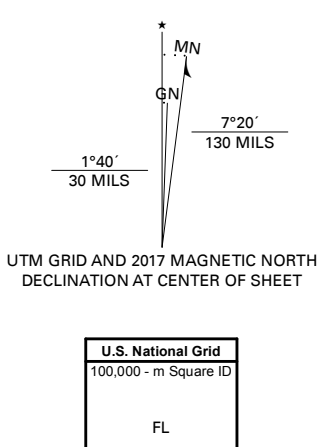 ★
MN
GN
7°20´
130 MILS
1°40´
30 MILS
UTM GRID AND 2017 MAGNETIC NORTH
DECLINATION AT CENTER OF SHEET
U.S. National Grid
100,000 - m Square ID
FL